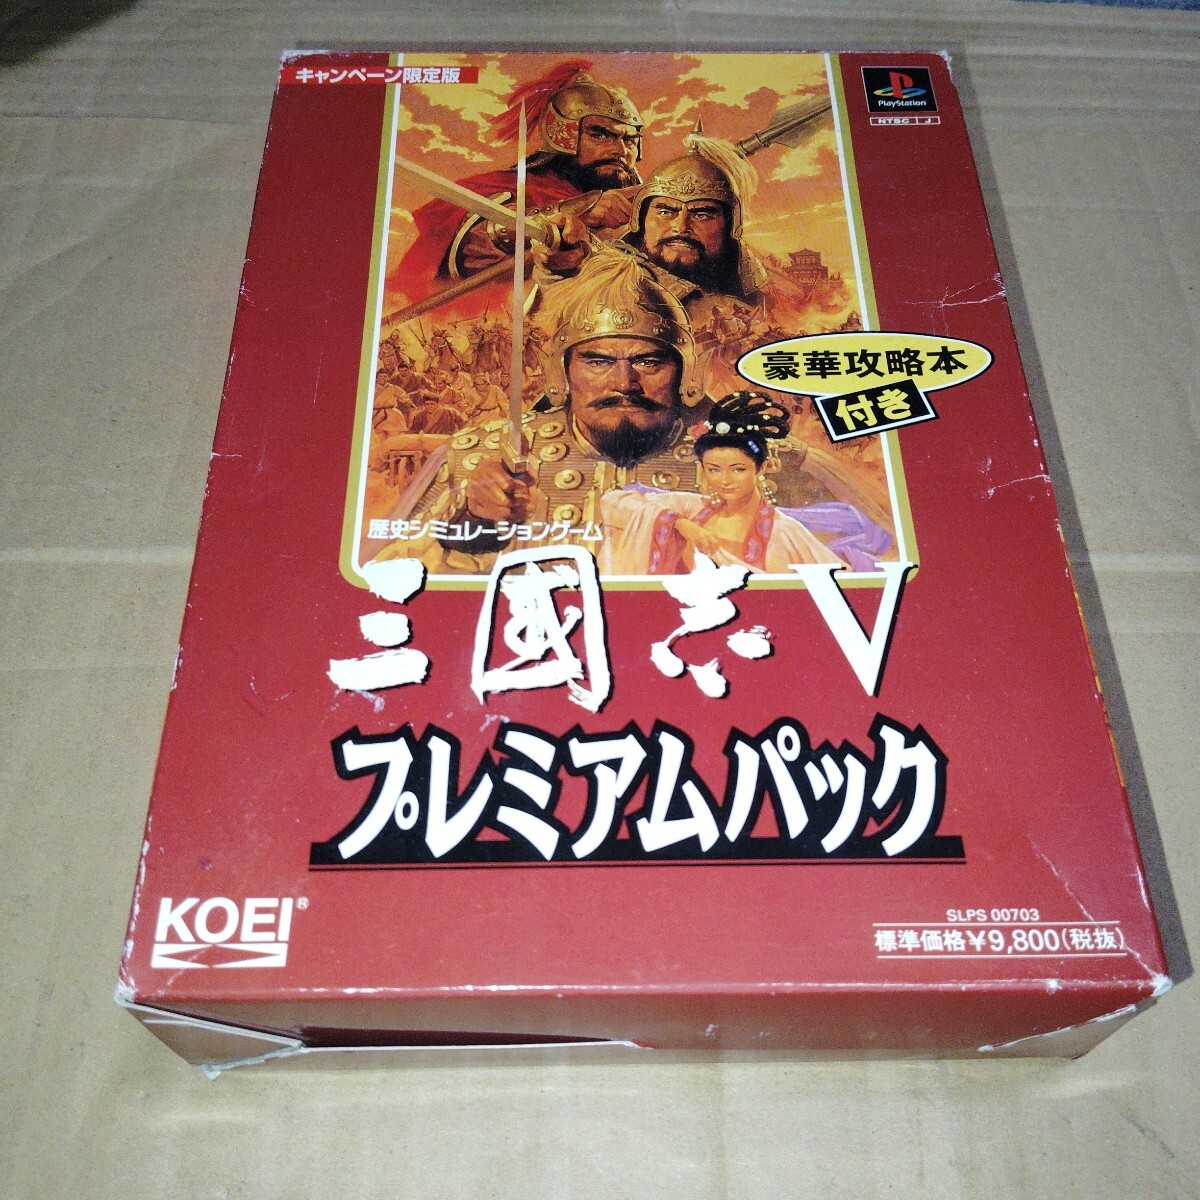 キャンペーン限定版
PlayStation
NTSC J
豪華攻略本
付き
歴史シミュレーションゲーム
三國志V
プレミアムパック
KOEI®
SLPS 00703
標準価格￥9,800(税抜)